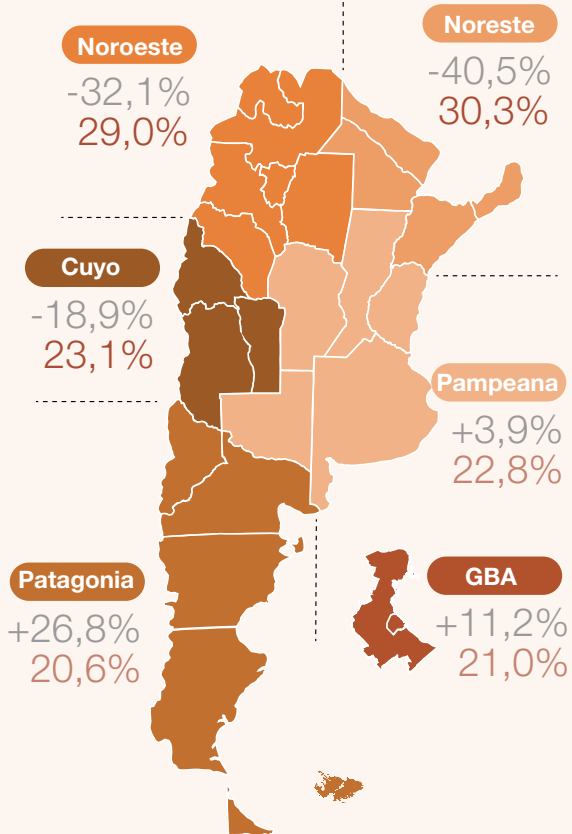 Noroeste
-32,1%
29,0%
Noreste
-40,5%
30,3%
Cuyo
-18,9%
23,1%
Pampeana
+3,9%
22,8%
Patagonia
+26,8%
20,6%
GBA
+11,2%
21,0%